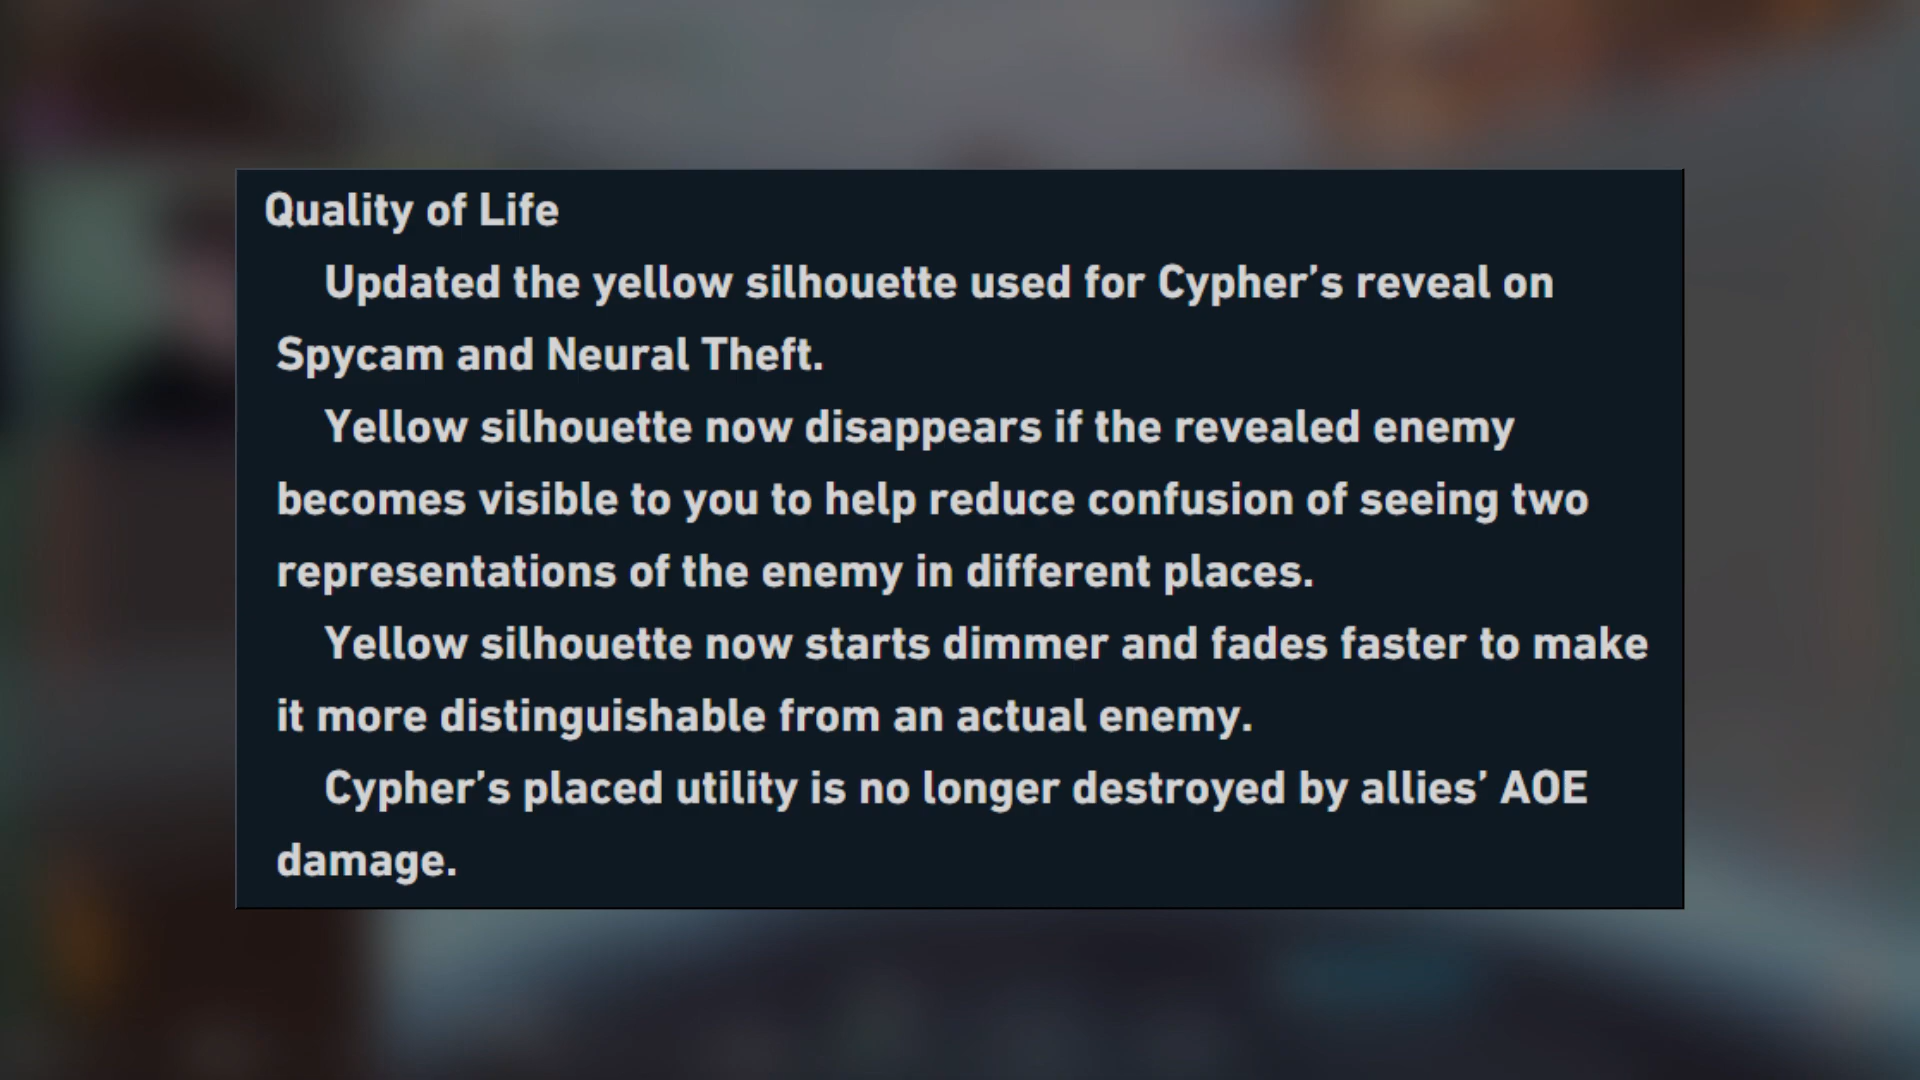 Quality of Life
Updated the yellow silhouette used for Cypher’s reveal on
Spycam and Neural Theft.
Yellow silhouette now disappears if the revealed enemy
becomes visible to you to help reduce confusion of seeing two
representations of the enemy in different places.
Yellow silhouette now starts dimmer and fades faster to make
it more distinguishable from an actual enemy.
Cypher’s placed utility is no longer destroyed by allies’ AOE
damage.